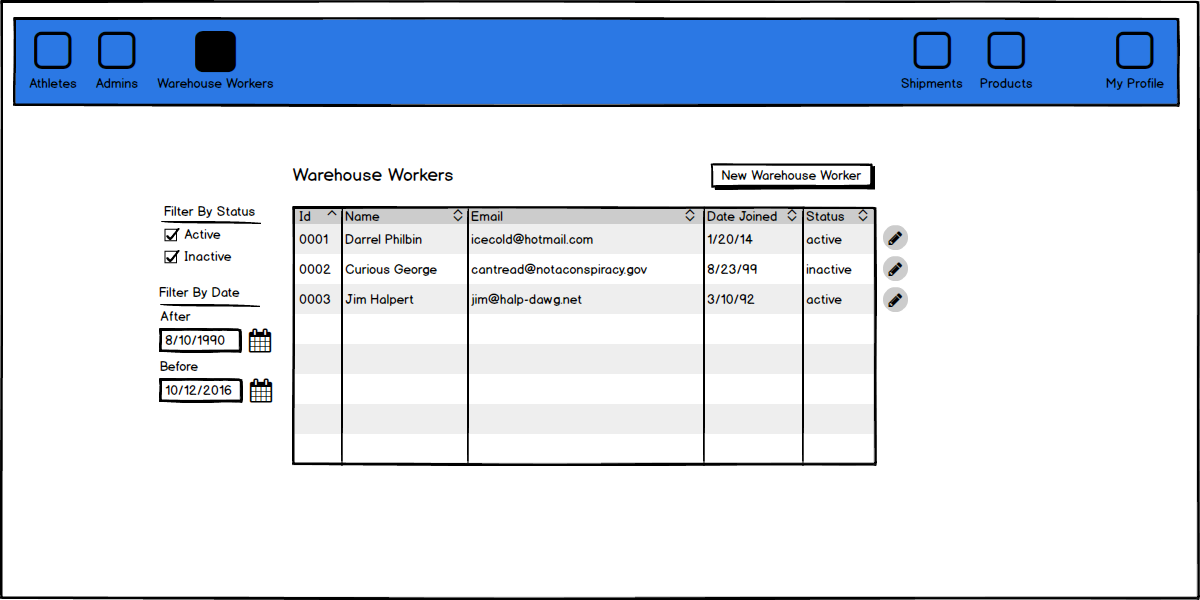 Athletes Admins Warehouse Workers Shipments Products My Profile
Warehouse Workers
New Warehouse Worker
Filter By Status
Active
Inactive
Filter By Date
After
8/10/1990
Before
10/12/2016
Id Name Email Date Joined Status
0001 Darrel Philbin icecold@hotmail.com 1/20/14 active
0002 Curious George cantread@notaconspiracy.gov 8/23/99 inactive
0003 Jim Halpert jim@halp-dawg.net 3/10/92 active